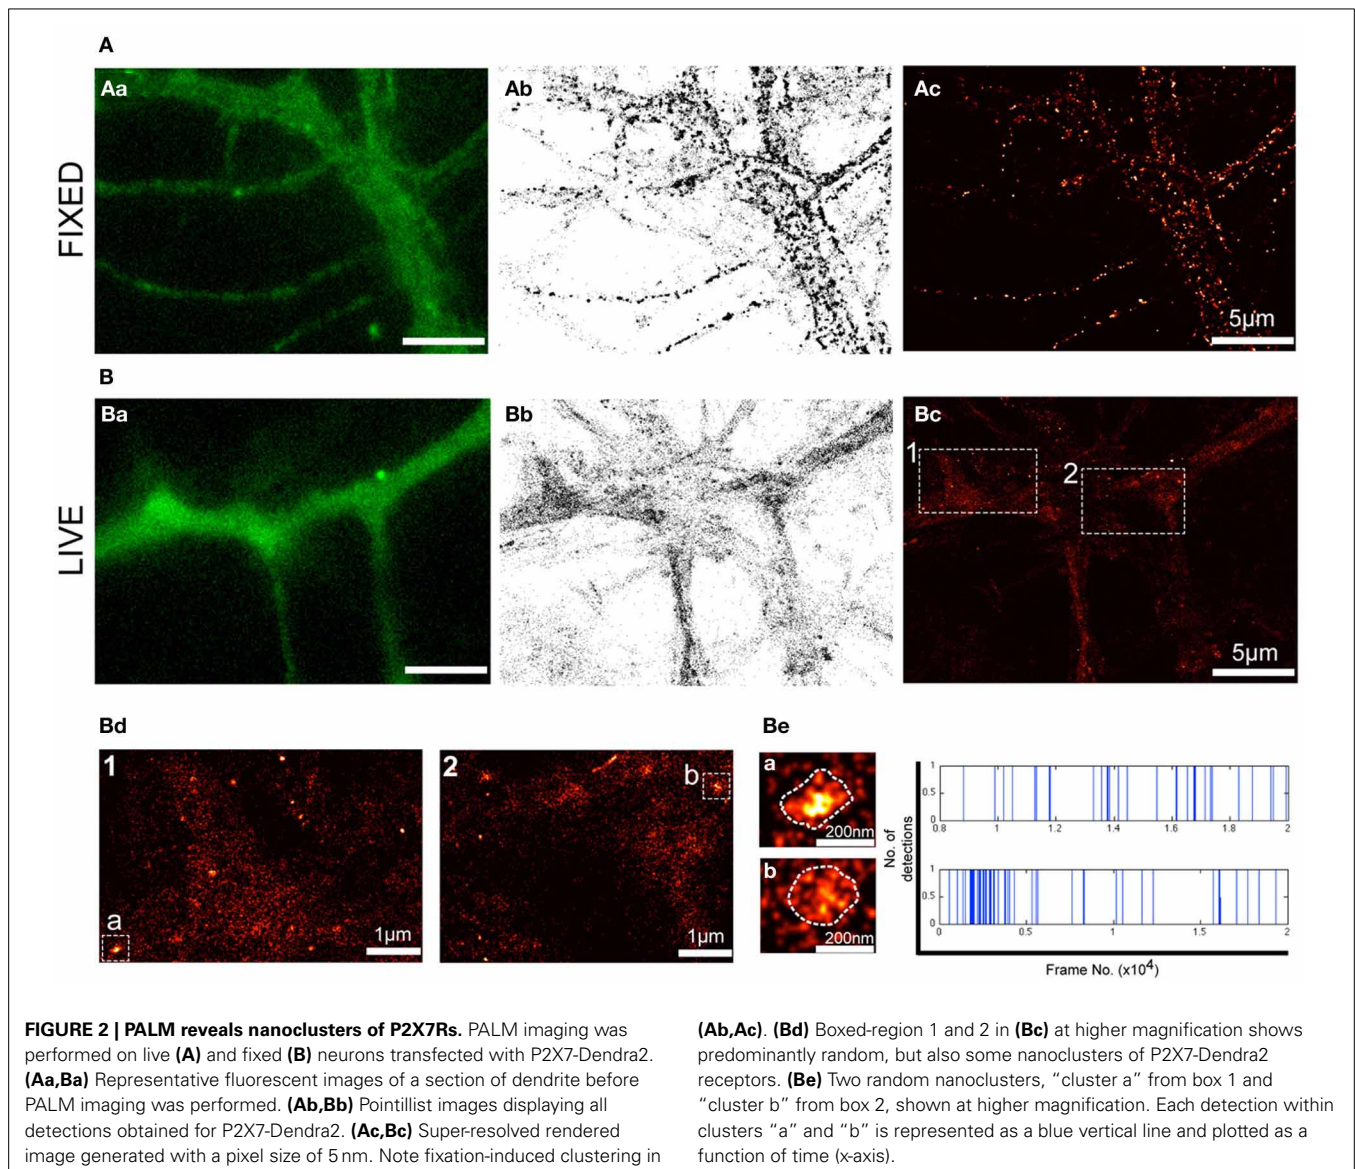 A
Aa
Ab
Ac
FIXED
5µm
B
Ba
Bb
Bc
1
2
LIVE
5µm
Bd
Be
1
a
1µm
2
b
1µm
a
200nm
b
200nm
No. of
detections
1
0.5
0
0.8
1
1.2
1.4
1.6
1.8
2
1
0.5
0
0
0.5
1
1.5
2
Frame No. (x10⁴)
FIGURE 2 | PALM reveals nanoclusters of P2X7Rs. PALM imaging was
performed on live (A) and fixed (B) neurons transfected with P2X7-Dendra2.
(Aa,Ba) Representative fluorescent images of a section of dendrite before
PALM imaging was performed. (Ab,Bb) Pointillist images displaying all
detections obtained for P2X7-Dendra2. (Ac,Bc) Super-resolved rendered
image generated with a pixel size of 5 nm. Note fixation-induced clustering in
(Ab,Ac). (Bd) Boxed-region 1 and 2 in (Bc) at higher magnification shows
predominantly random, but also some nanoclusters of P2X7-Dendra2
receptors. (Be) Two random nanoclusters, “cluster a” from box 1 and
“cluster b” from box 2, shown at higher magnification. Each detection within
clusters “a” and “b” is represented as a blue vertical line and plotted as a
function of time (x-axis).